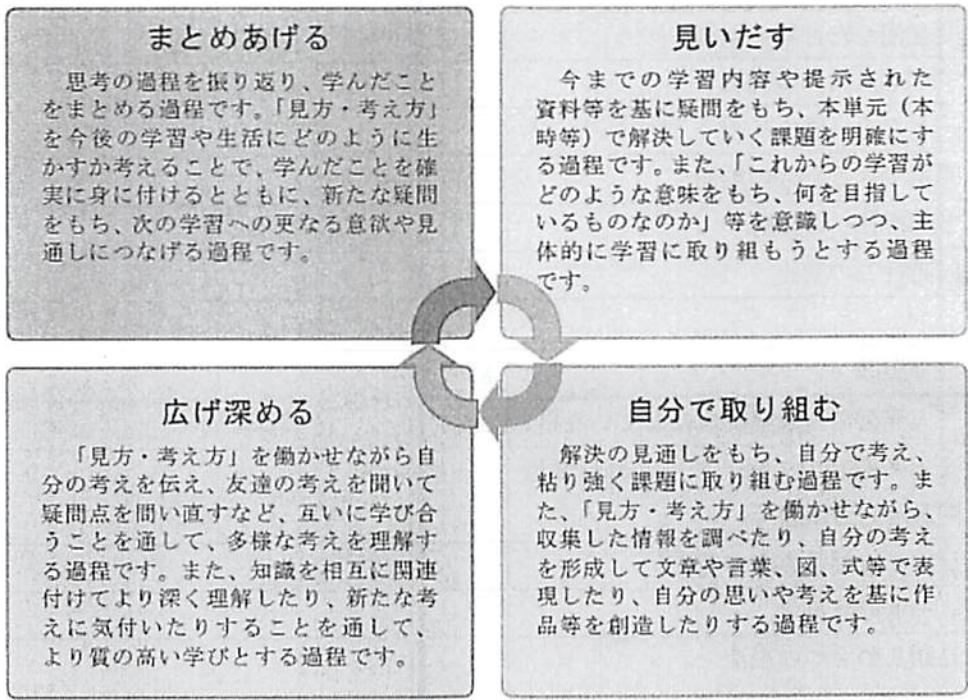 まとめあげる
思考の過程を振り返り、学んだこと
をまとめる過程です。「見方・考え方」
を今後の学習や生活にどのように生
かすか考えることで、学んだことを確
実に身に付けるとともに、新たな疑問
をもち、次の学習への更なる意欲や見
通しにつなげる過程です。
見いだす
今までの学習内容や提示された
資料等を基に疑問をもち、本単元（本
時等）で解決していく課題を明確にす
る過程です。また、「これからの学習が
どのような意味をもち、何を目指して
いるものなのか」等を意識しつつ、主
体的に学習に取り組もうとする過程
です。
広げ深める
「見方・考え方」を働かせながら自
分の考えを伝え、友達の考えを聞いて
疑問点を問い直すなど、互いに学び合
うことを通して、多様な考えを理解す
る過程です。また、知識を相互に関連
付けてより深く理解したり、新たな考
えに気付いたりすることを通して、
より質の高い学びとする過程です。
自分で取り組む
解決の見通しをもち、自分で考え、
粘り強く課題に取り組む過程です。ま
た、「見方・考え方」を働かせながら、
収集した情報を調べたり、自分の考え
を形成して文章や言葉、図、式等で表
現したり、自分の思いや考えを基に作
品等を創造したりする過程です。